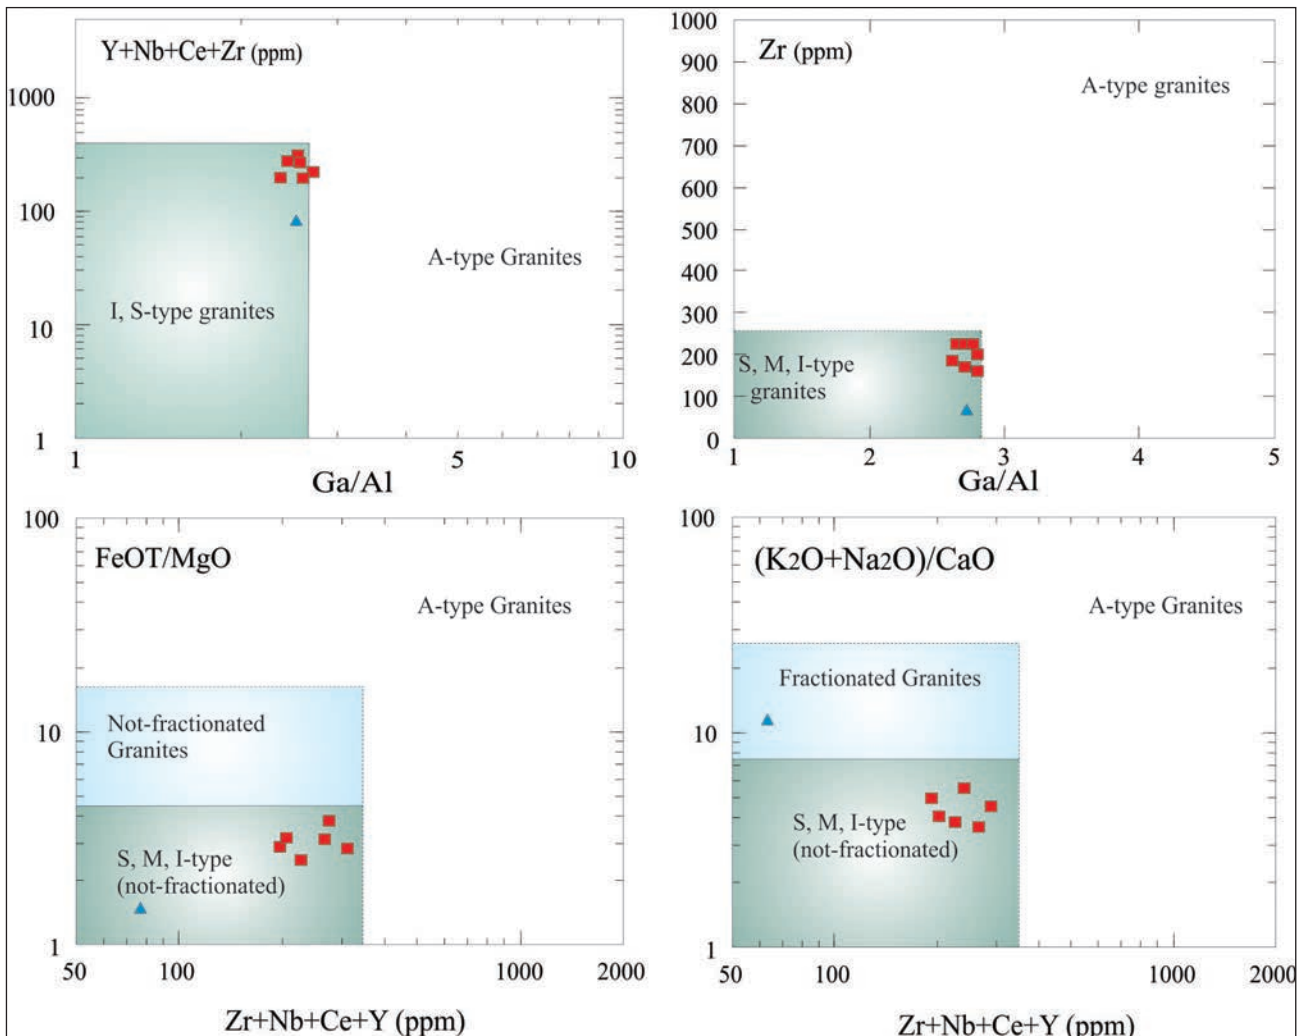 Y+Nb+Ce+Zr (ppm)
1000
100
10
1
A-type Granites
I, S-type granites
1
5
10
Ga/Al
Zr (ppm)
1000
900
800
700
600
500
400
300
200
100
0
A-type granites
S, M, I-type
granites
1
2
3
4
5
Ga/Al
100
10
1
FeOT/MgO
A-type Granites
Not-fractionated
Granites
S, M, I-type
(not-fractionated)
50
100
1000
2000
Zr+Nb+Ce+Y (ppm)
100
10
1
(K2O+Na2O)/CaO
A-type Granites
Fractionated Granites
S, M, I-type
(not-fractionated)
50
100
1000
2000
Zr+Nb+Ce+Y (ppm)